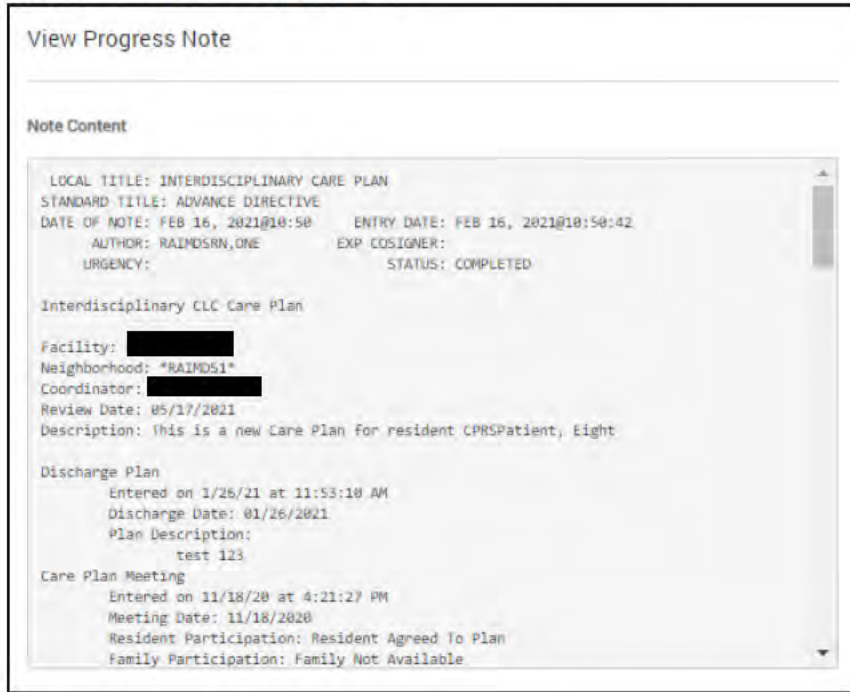 View Progress Note
Note Content
LOCAL TITLE: INTERDISCIPLINARY CARE PLAN
STANDARD TITLE: ADVANCE DIRECTIVE
DATE OF NOTE: FEB 16, 2021@10:50 ENTRY DATE: FEB 16, 2021@10:50:42
AUTHOR: RAIMDSRN,ONE EXP COSIGNER:
URGENCY: STATUS: COMPLETED
Interdisciplinary CLC Care Plan
Facility:
Neighborhood: *RAIMDS1*
Coordinator:
Review Date: 05/17/2021
Description: This is a new Care Plan for resident CPRSPatient, Eight
Discharge Plan
Entered on 1/26/21 at 11:53:10 AM
Discharge Date: 01/26/2021
Plan Description:
test 123
Care Plan Meeting
Entered on 11/18/20 at 4:21:27 PM
Meeting Date: 11/18/2020
Resident Participation: Resident Agreed To Plan
Family Participation: Family Not Available